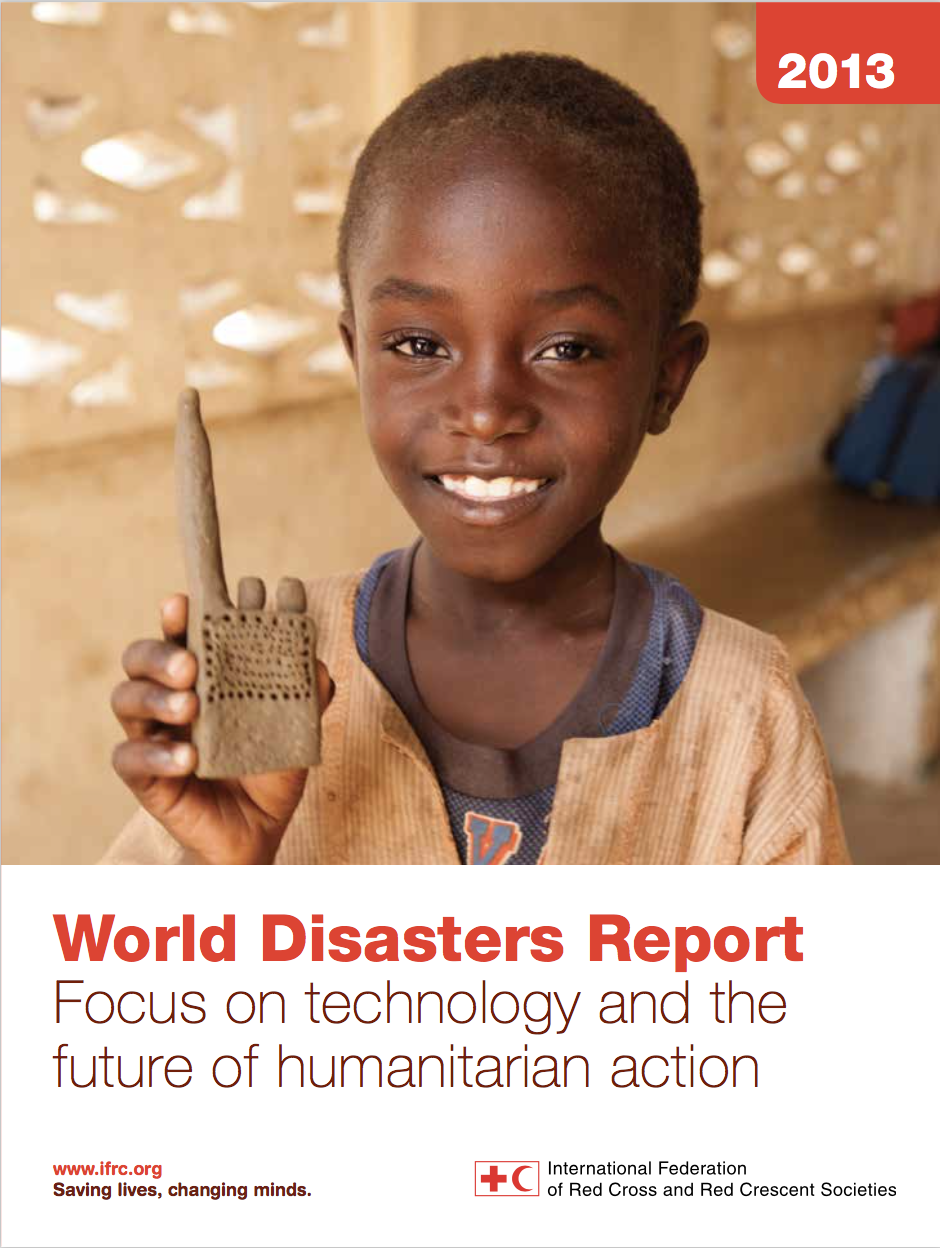 2013
V
World Disasters Report
Focus on technology and the
future of humanitarian action
www.ifrc.org
Saving lives, changing minds.
International Federation
of Red Cross and Red Crescent Societies